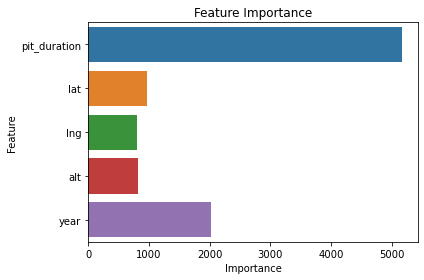 Feature Importance
pit_duration
lat
lng
alt
year
Feature
0 1000 2000 3000 4000 5000
Importance